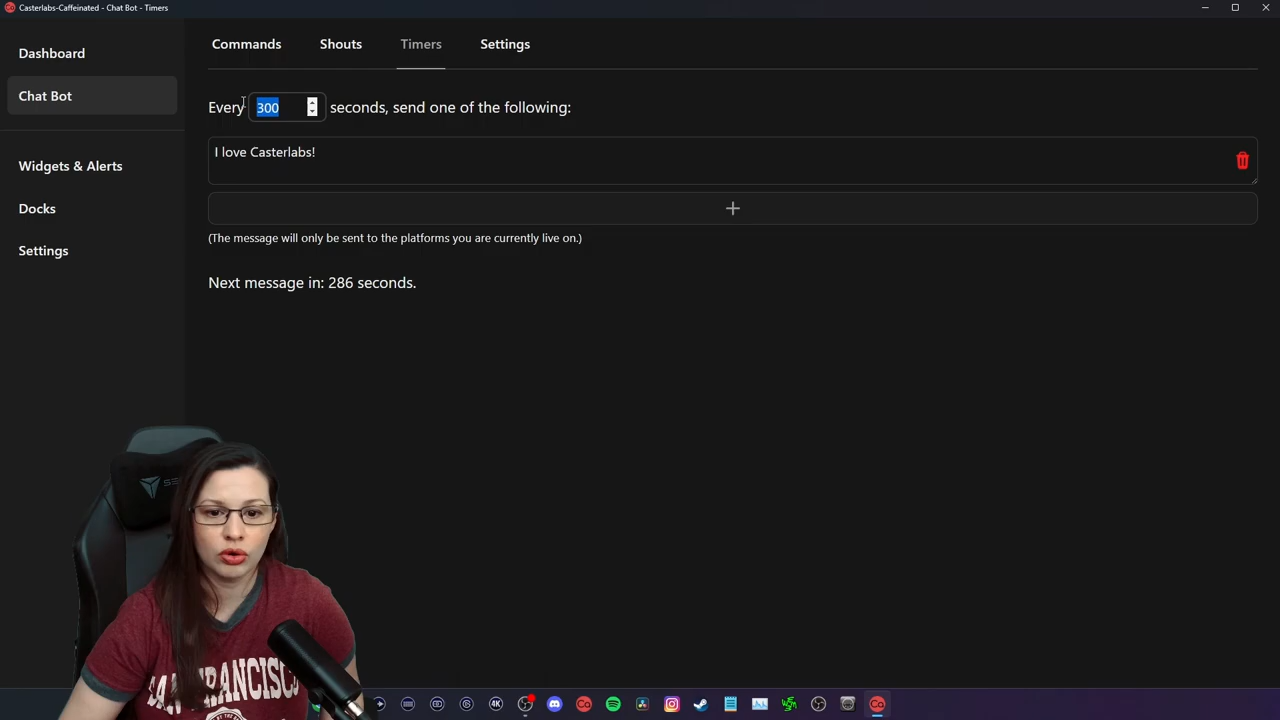 Casterlabs-Caffeinated - Chat Bot - Timers
Dashboard
Chat Bot
Widgets & Alerts
Docks
Settings
Commands
Shouts
Timers
Settings
Every 300 seconds, send one of the following:
I love Casterlabs!
(The message will only be sent to the platforms you are currently live on.)
Next message in: 286 seconds.
4K